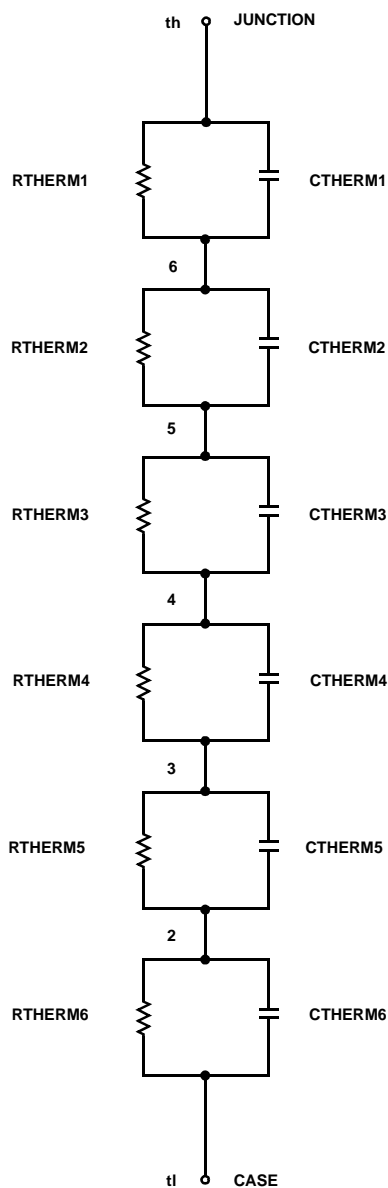 th JUNCTION
RTHERM1 CTHERM1
6
RTHERM2 CTHERM2
5
RTHERM3 CTHERM3
4
RTHERM4 CTHERM4
3
RTHERM5 CTHERM5
2
RTHERM6 CTHERM6
tl CASE